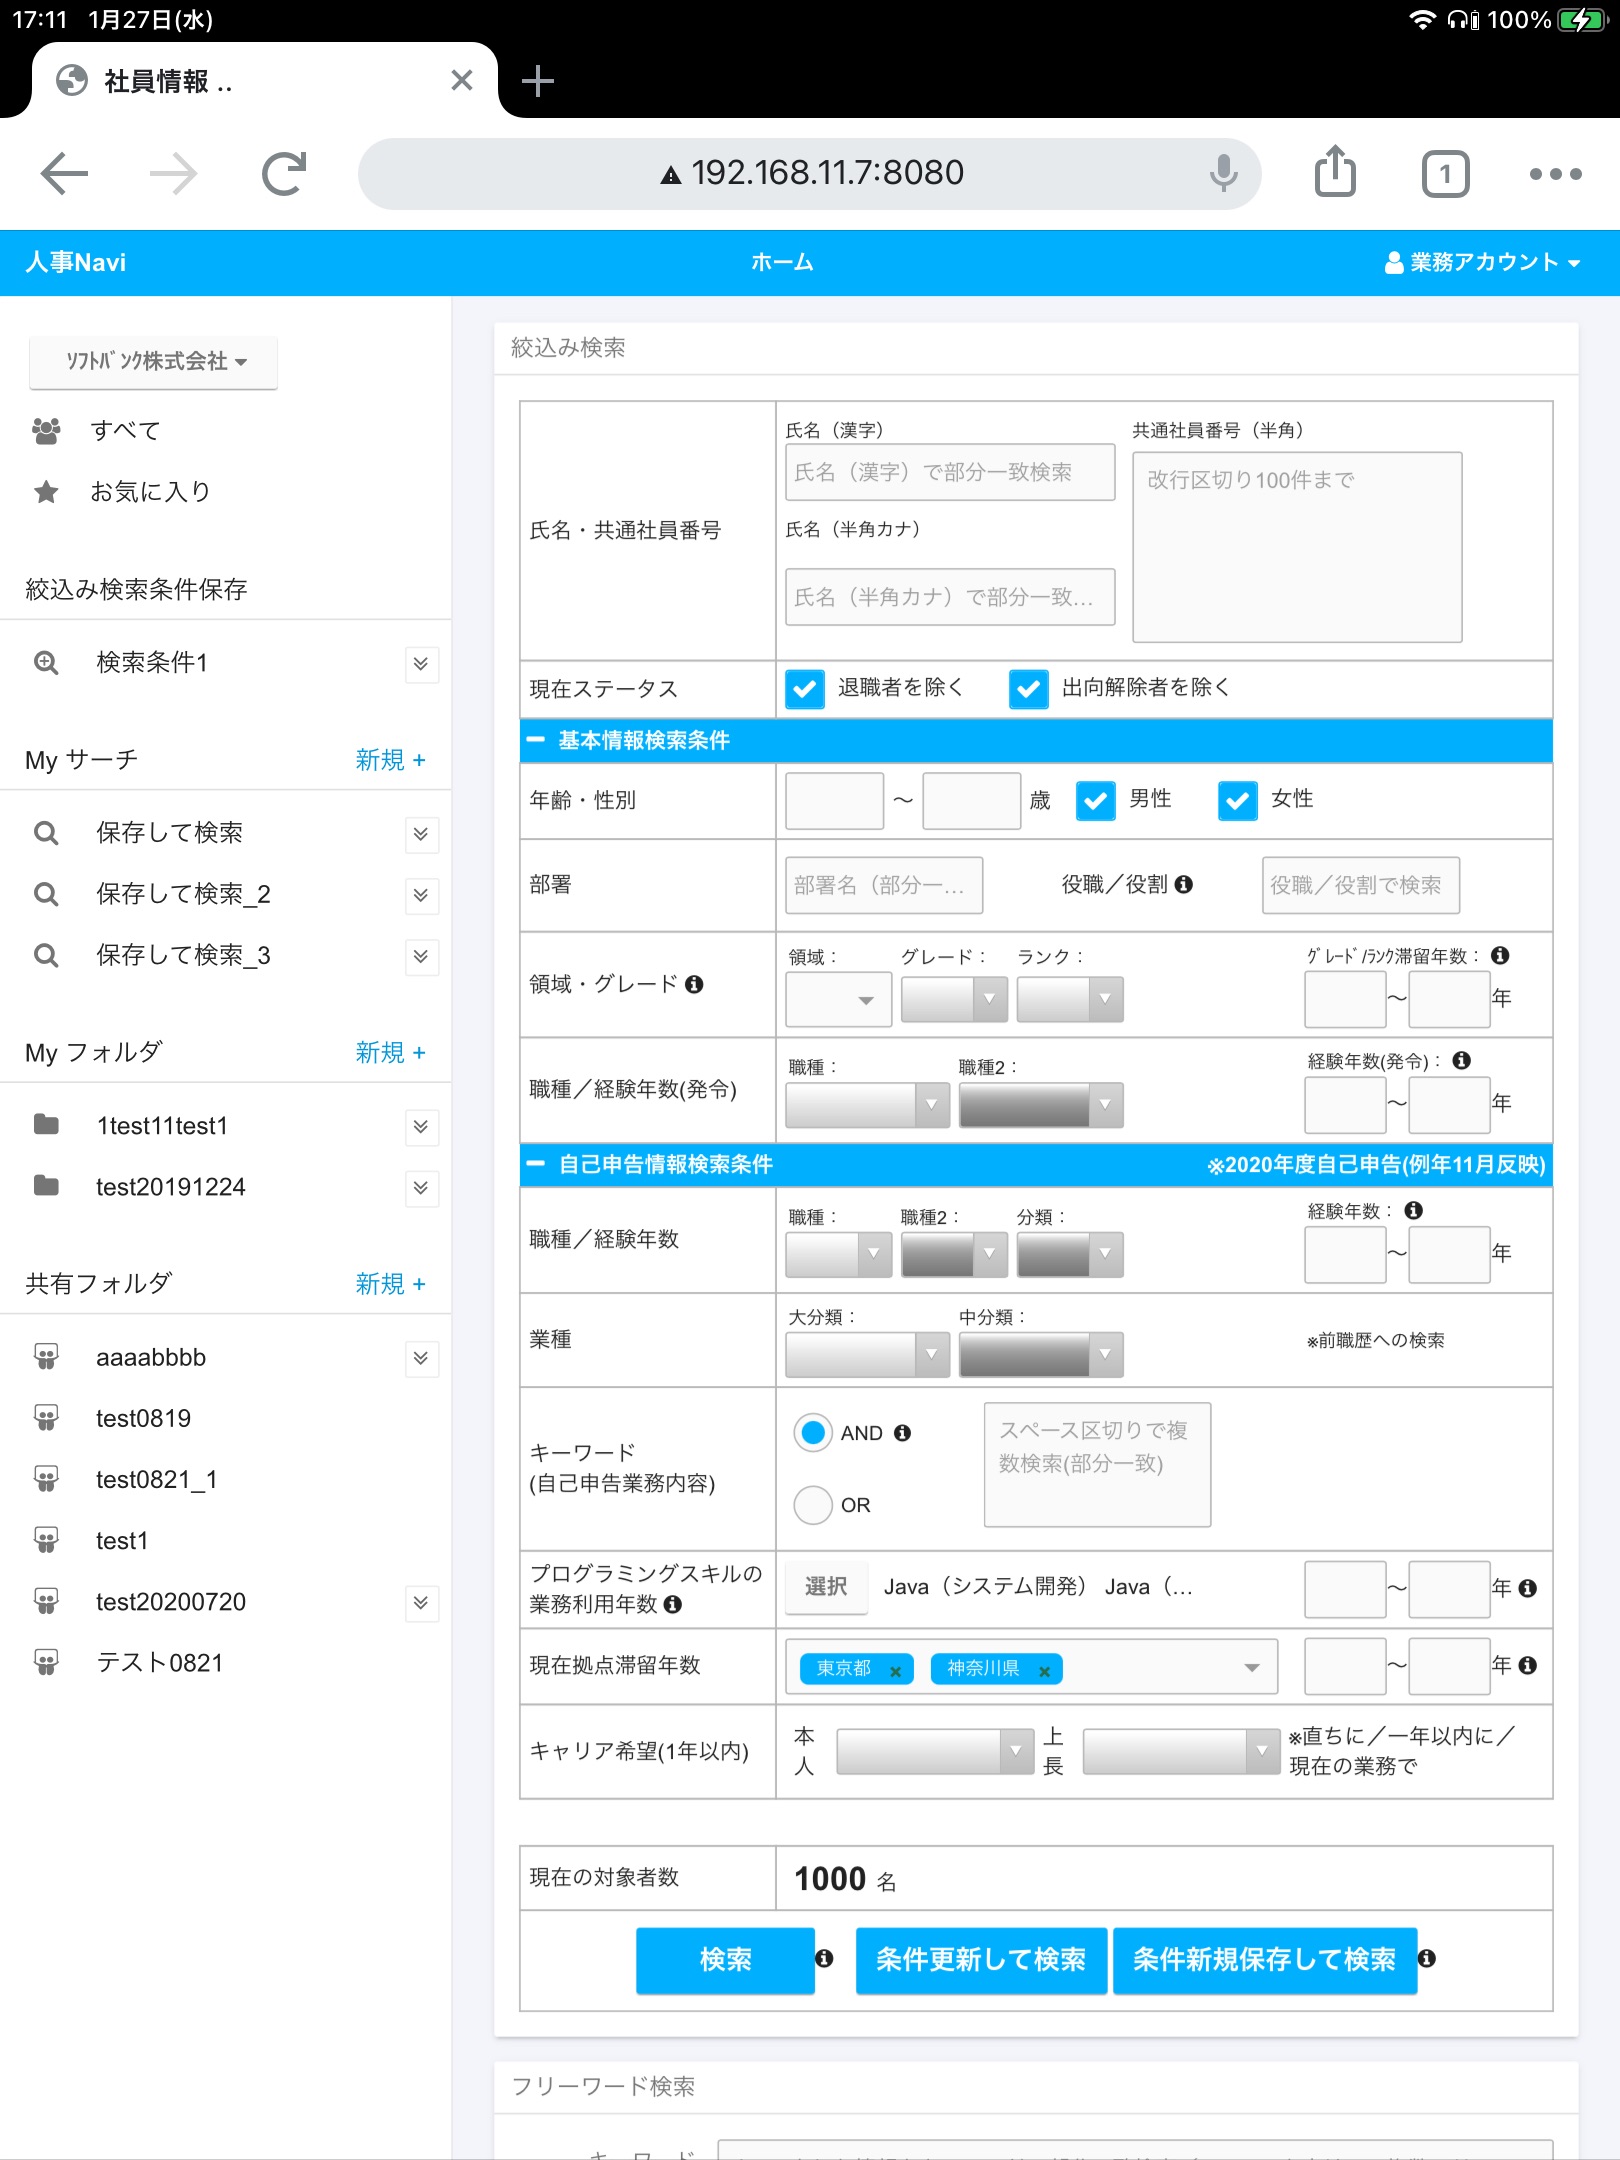 17:11 1月27日(水)
100%
社員情報 ..
192.168.11.7:8080
1
人事Navi
ホーム
業務アカウント
ｿﾌﾄﾊﾞﾝｸ株式会社
すべて
お気に入り
絞込み検索条件保存
検索条件1
My サーチ 新規 +
保存して検索
保存して検索_2
保存して検索_3
My フォルダ 新規 +
1test11test1
test20191224
共有フォルダ 新規 +
aaaabbbb
test0819
test0821_1
test1
test20200720
テスト0821
絞込み検索
氏名・共通社員番号
氏名（漢字）
氏名（漢字）で部分一致検索
氏名（半角カナ）
氏名（半角カナ）で部分一致…
共通社員番号（半角）
改行区切り100件まで
現在ステータス 退職者を除く 出向解除者を除く
基本情報検索条件
年齢・性別 ～ 歳 男性 女性
部署 部署名（部分一… 役職／役割 役職／役割で検索
領域・グレード 領域： グレード： ランク： ｸﾞﾚｰﾄﾞ/ﾗﾝｸ滞留年数：
～ 年
職種／経験年数(発令) 職種： 職種2： 経験年数(発令)：
～ 年
自己申告情報検索条件 ※2020年度自己申告(例年11月反映)
職種／経験年数 職種： 職種2： 分類： 経験年数：
～ 年
業種 大分類： 中分類： ※前職歴への検索
キーワード
(自己申告業務内容)
AND
OR
スペース区切りで複
数検索(部分一致)
プログラミングスキルの
業務利用年数
選択 Java（システム開発） Java（… ～ 年
現在拠点滞留年数 東京都 × 神奈川県 × ～ 年
キャリア希望(1年以内)
本
人
上
長
※直ちに／一年以内に／
現在の業務で
現在の対象者数 1000 名
検索 条件更新して検索 条件新規保存して検索
フリーワード検索
キーワード